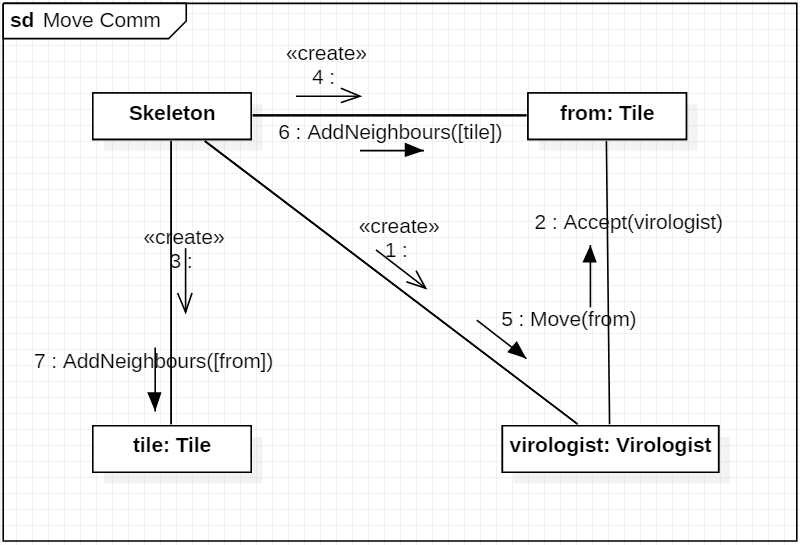 sd Move Comm
«create»
4 :
Skeleton
from: Tile
6 : AddNeighbours([tile])
«create»
3 :
«create»
1 :
2 : Accept(virologist)
5 : Move(from)
7 : AddNeighbours([from])
tile: Tile
virologist: Virologist